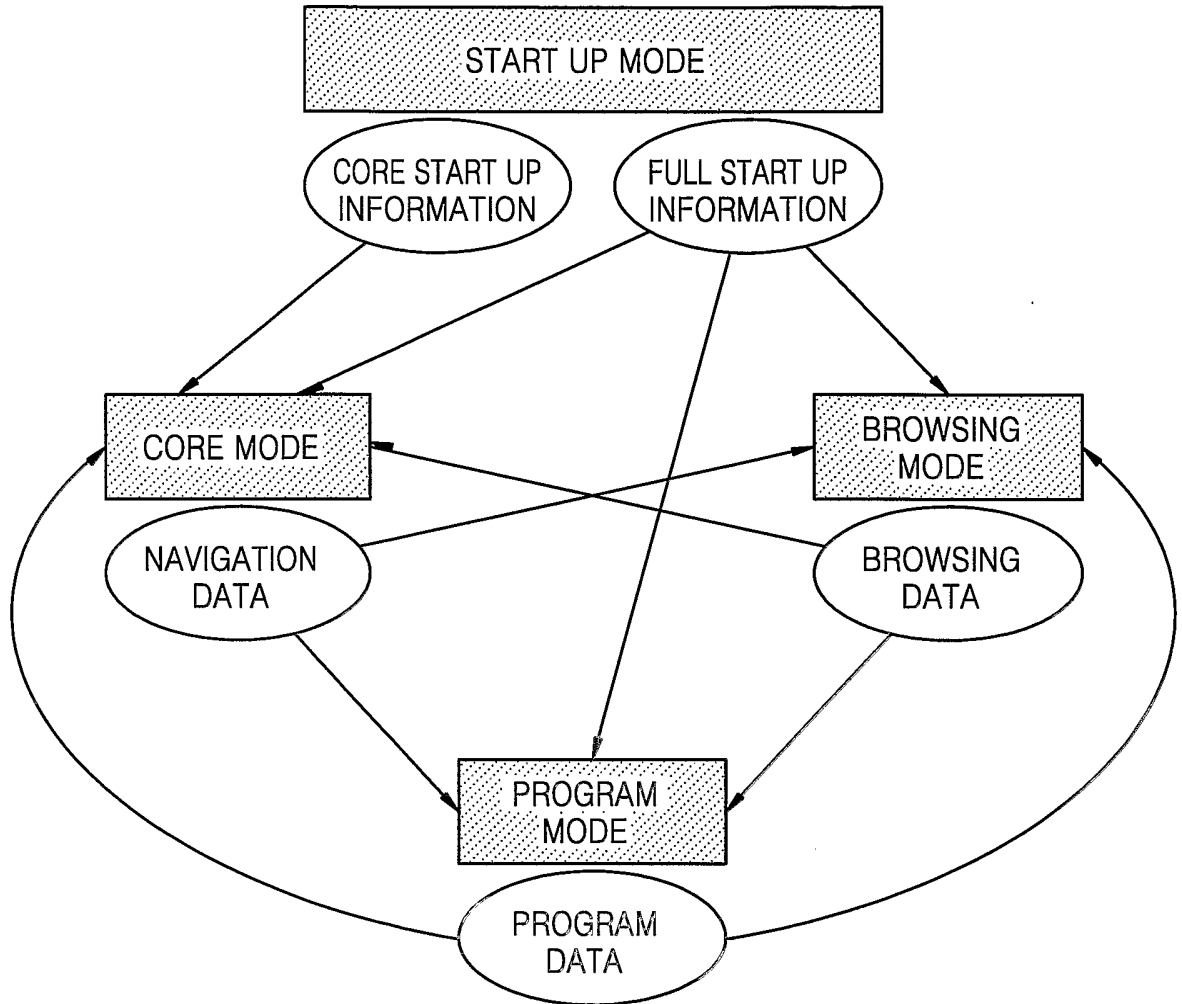 START UP MODE
CORE START UP
INFORMATION
FULL START UP
INFORMATION
CORE MODE
BROWSING
MODE
NAVIGATION
DATA
BROWSING
DATA
PROGRAM
MODE
PROGRAM
DATA